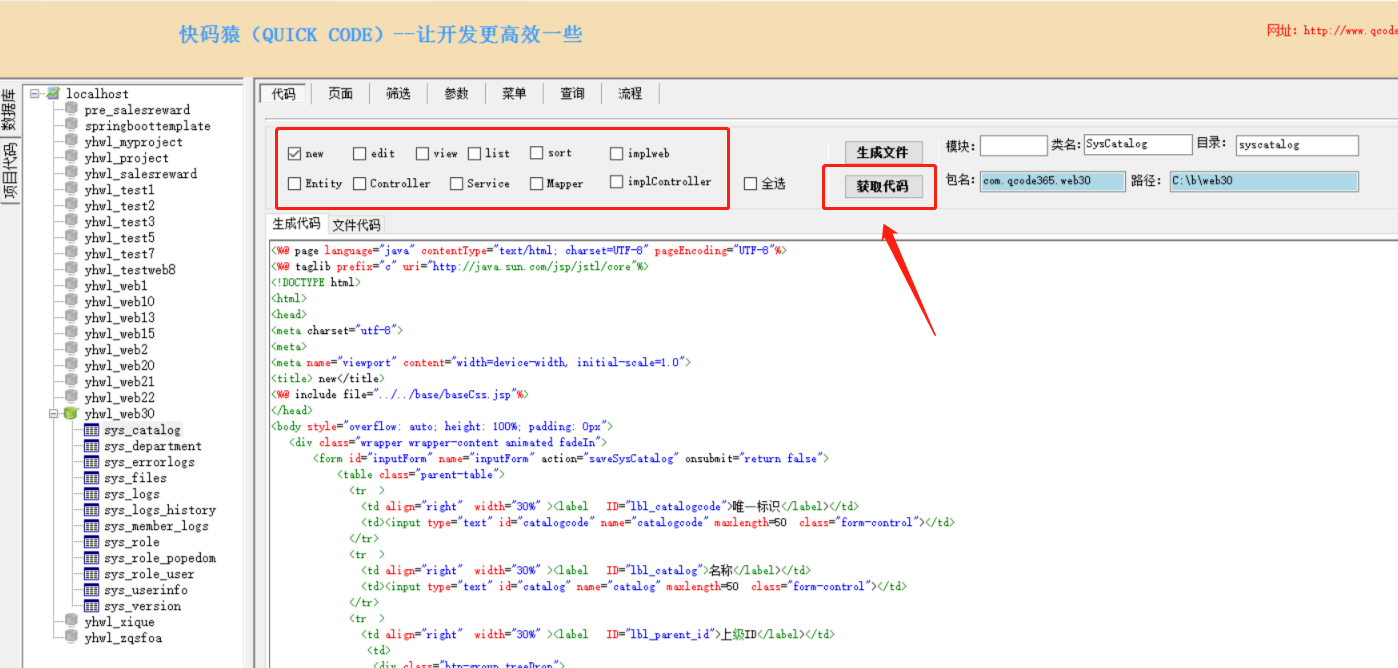 快码猿（QUICK CODE）--让开发更高效一些
网址：http://www.qcode
数据库
项目代码
localhost
pre_salesreward
springboottemplate
yhwl_myproject
yhwl_project
yhwl_salesreward
yhwl_test1
yhwl_test2
yhwl_test3
yhwl_test5
yhwl_test7
yhwl_testweb8
yhwl_web1
yhwl_web10
yhwl_web13
yhwl_web15
yhwl_web2
yhwl_web20
yhwl_web21
yhwl_web22
yhwl_web30
sys_catalog
sys_department
sys_errorlogs
sys_files
sys_logs
sys_logs_history
sys_member_logs
sys_role
sys_role_popedom
sys_role_user
sys_userinfo
sys_version
yhwl_xique
yhwl_zqsfoa
代码 页面 筛选 参数 菜单 查询 流程
new edit view list sort implweb
Entity Controller Service Mapper implController 全选
生成文件
获取代码
模块： 类名：SysCatalog 目录： syscatalog
包名： com.qcode365.web30 路径： C:\b\web30
生成代码 文件代码
<%@ page language="java" contentType="text/html; charset=UTF-8" pageEncoding="UTF-8"%>
<%@ taglib prefix="c" uri="http://java.sun.com/jsp/jstl/core"%>
<!DOCTYPE html>
<html>
<head>
<meta charset="utf-8">
<meta>
<meta name="viewport" content="width=device-width, initial-scale=1.0">
<title> new</title>
<%@ include file="../../base/baseCss.jsp"%>
</head>
<body style="overflow: auto; height: 100%; padding: 0px">
<div class="wrapper wrapper-content animated fadeIn">
<form id="inputForm" name="inputForm" action="saveSysCatalog" onsubmit="return false">
<table class="parent-table">
<tr >
<td align="right" width="30%" ><label ID="lbl_catalogcode">唯一标识</label></td>
<td><input type="text" id="catalogcode" name="catalogcode" maxlength=50 class="form-control"></td>
</tr>
<tr >
<td align="right" width="30%" ><label ID="lbl_catalog">名称</label></td>
<td><input type="text" id="catalog" name="catalog" maxlength=50 class="form-control"></td>
</tr>
<tr >
<td align="right" width="30%" ><label ID="lbl_parent_id">上级ID</label></td>
<td>
<div class="btn-group treeDrop">